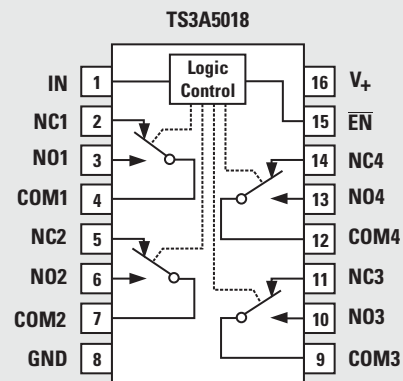 TS3A5018
Logic
Control
IN 1
NC1 2
NO1 3
COM1 4
NC2 5
NO2 6
COM2 7
GND 8
16 V+
15 EN
14 NC4
13 NO4
12 COM4
11 NC3
10 NO3
9 COM3